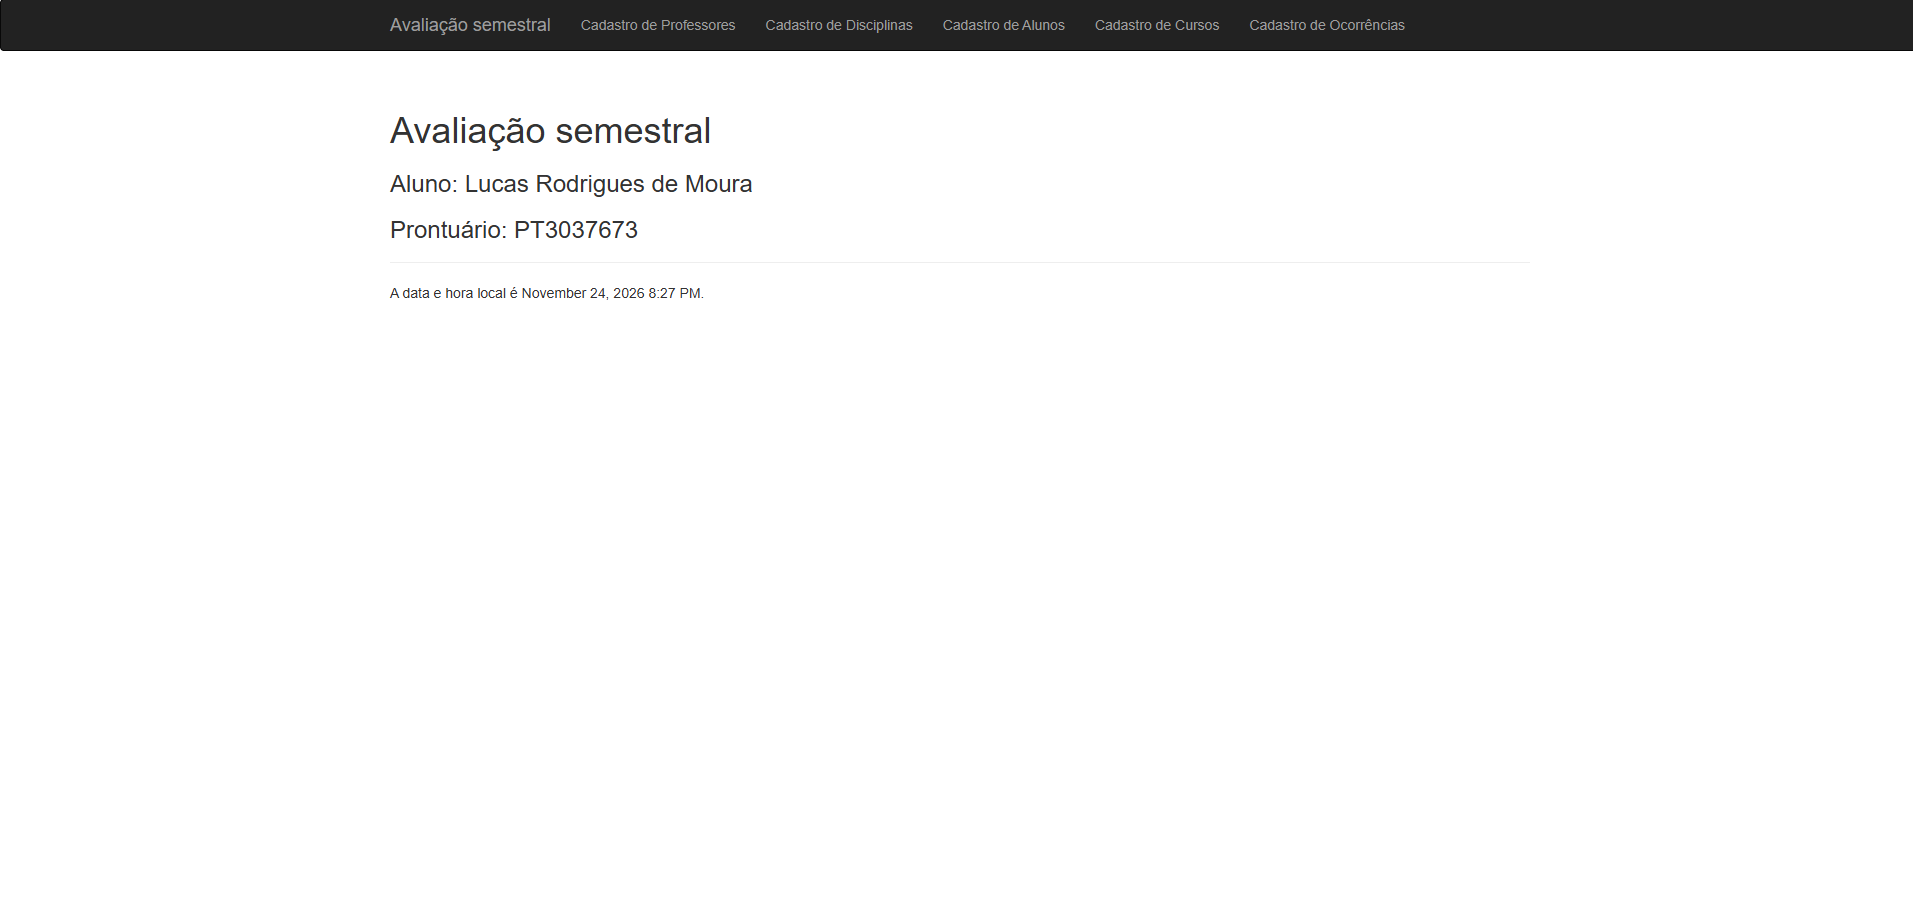 Avaliação semestral Cadastro de Professores Cadastro de Disciplinas Cadastro de Alunos Cadastro de Cursos Cadastro de Ocorrências
Avaliação semestral
Aluno: Lucas Rodrigues de Moura
Prontuário: PT3037673
A data e hora local é November 24, 2026 8:27 PM.